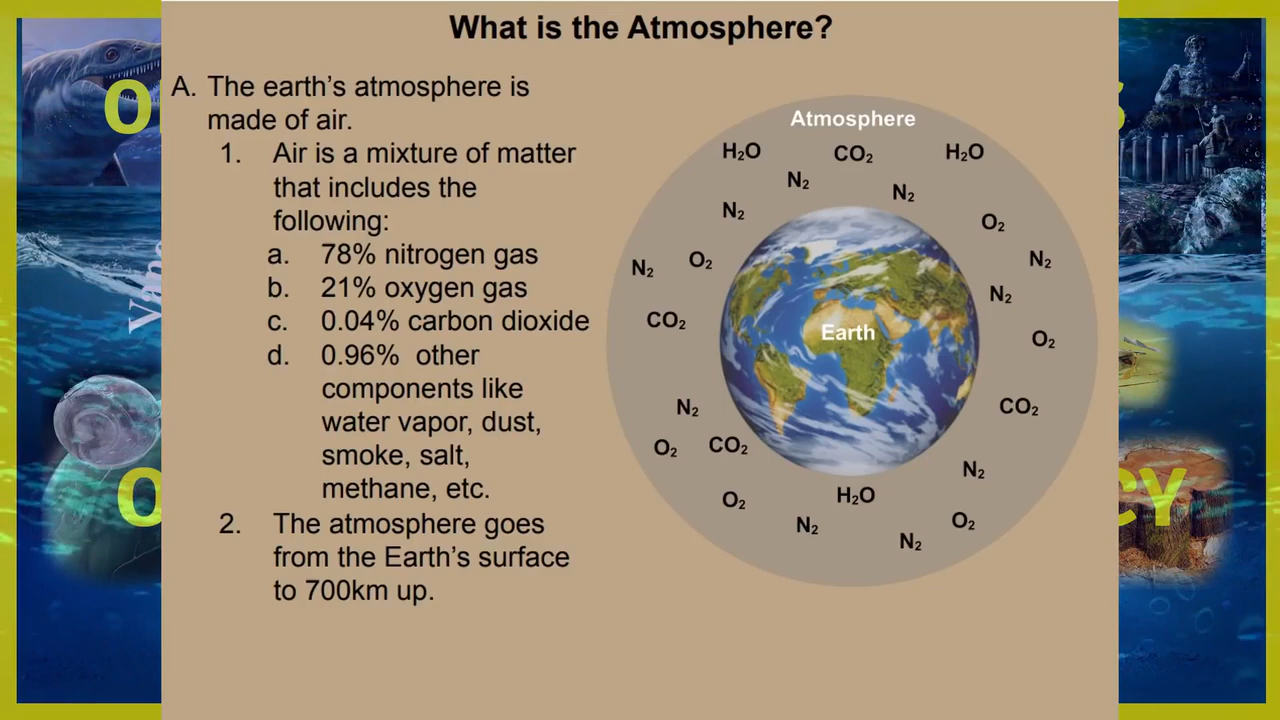 What is the Atmosphere?
A. The earth's atmosphere is
made of air.
1. Air is a mixture of matter
that includes the
following:
a. 78% nitrogen gas
b. 21% oxygen gas
c. 0.04% carbon dioxide
d. 0.96% other
components like
water vapor, dust,
smoke, salt,
methane, etc.
2. The atmosphere goes
from the Earth's surface
to 700km up.
Atmosphere
H₂O CO₂ H₂O
N₂ N₂
N₂ O₂
N₂ O₂ N₂
N₂
CO₂ Earth O₂
N₂ CO₂
O₂ CO₂ N₂
O₂ H₂O
N₂ N₂ O₂